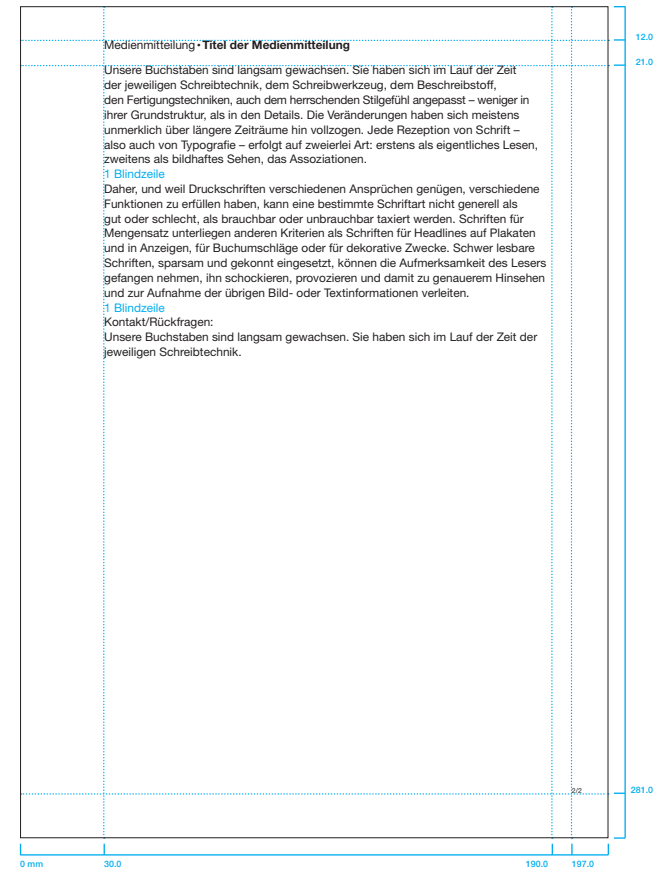 12.0
Medienmitteilung • Titel der Medienmitteilung
21.0
Unsere Buchstaben sind langsam gewachsen. Sie haben sich im Lauf der Zeit
der jeweiligen Schreibtechnik, dem Schreibwerkzeug, dem Beschreibstoff,
den Fertigungstechniken, auch dem herrschenden Stilgefühl angepasst – weniger in
ihrer Grundstruktur, als in den Details. Die Veränderungen haben sich meistens
unmerklich über längere Zeiträume hin vollzogen. Jede Rezeption von Schrift –
also auch von Typografie – erfolgt auf zweierlei Art: erstens als eigentliches Lesen,
zweitens als bildhaftes Sehen, das Assoziationen.
1 Blindzeile
Daher, und weil Druckschriften verschiedenen Ansprüchen genügen, verschiedene
Funktionen zu erfüllen haben, kann eine bestimmte Schriftart nicht generell als
gut oder schlecht, als brauchbar oder unbrauchbar taxiert werden. Schriften für
Mengensatz unterliegen anderen Kriterien als Schriften für Headlines auf Plakaten
und in Anzeigen, für Buchumschläge oder für dekorative Zwecke. Schwer lesbare
Schriften, sparsam und gekonnt eingesetzt, können die Aufmerksamkeit des Lesers
gefangen nehmen, ihn schockieren, provozieren und damit zu genauerem Hinsehen
und zur Aufnahme der übrigen Bild- oder Textinformationen verleiten.
1 Blindzeile
Kontakt/Rückfragen:
Unsere Buchstaben sind langsam gewachsen. Sie haben sich im Lauf der Zeit der
jeweiligen Schreibtechnik.
2/2
281.0
0 mm 30.0 190.0 197.0